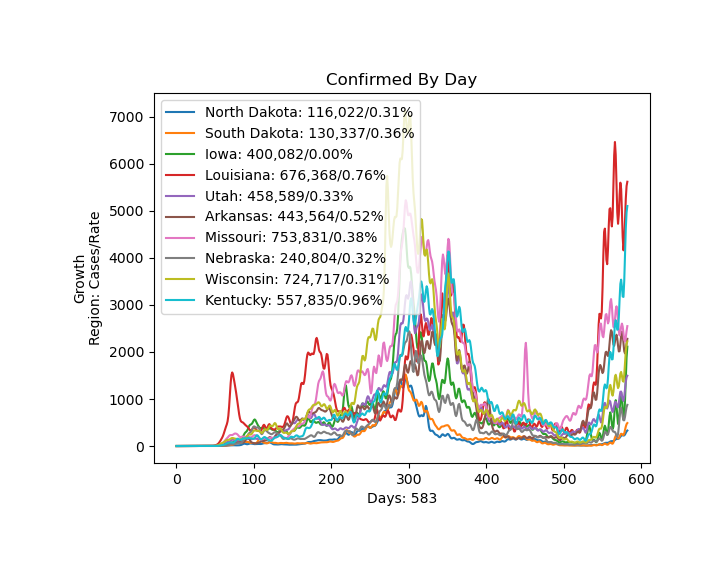 Confirmed By Day
Growth
Region: Cases/Rate
7000
6000
5000
4000
3000
2000
1000
0
North Dakota: 116,022/0.31%
South Dakota: 130,337/0.36%
Iowa: 400,082/0.00%
Louisiana: 676,368/0.76%
Utah: 458,589/0.33%
Arkansas: 443,564/0.52%
Missouri: 753,831/0.38%
Nebraska: 240,804/0.32%
Wisconsin: 724,717/0.31%
Kentucky: 557,835/0.96%
0 100 200 300 400 500 600
Days: 583